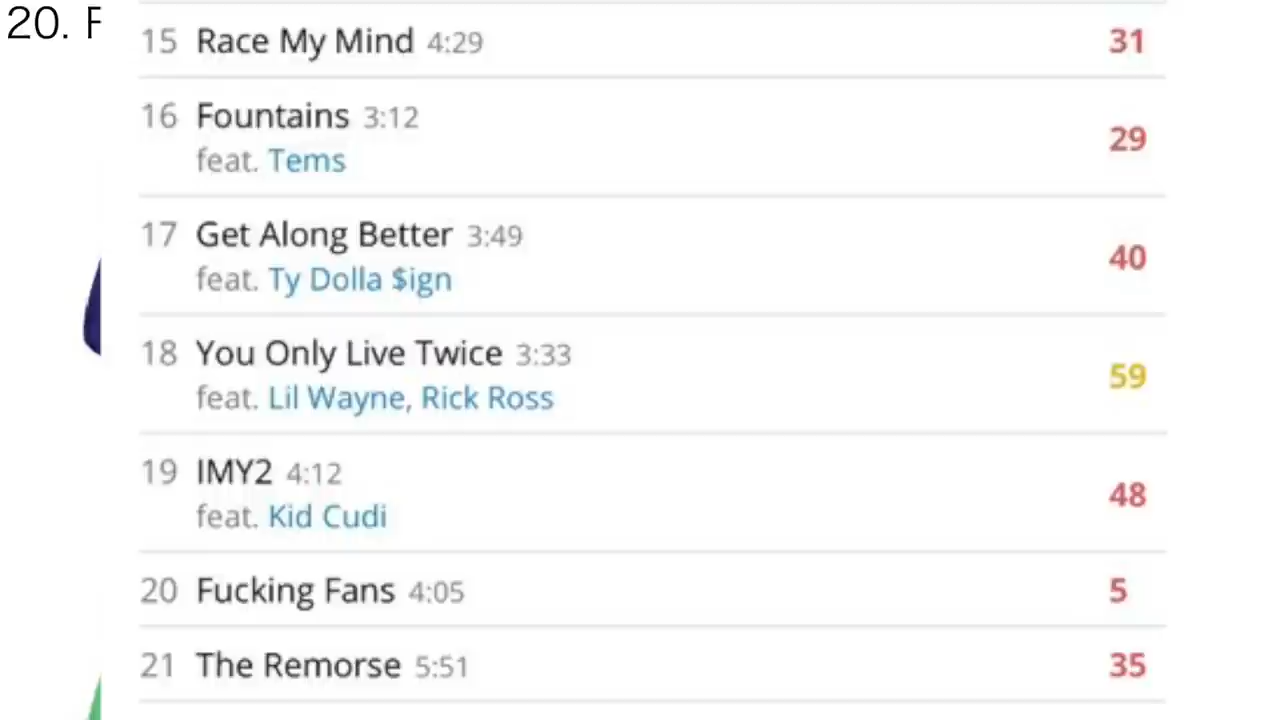 20. F
15 Race My Mind 4:29 31
16 Fountains 3:12 29
feat. Tems
17 Get Along Better 3:49 40
feat. Ty Dolla $ign
18 You Only Live Twice 3:33 59
feat. Lil Wayne, Rick Ross
19 IMY2 4:12 48
feat. Kid Cudi
20 Fucking Fans 4:05 5
21 The Remorse 5:51 35